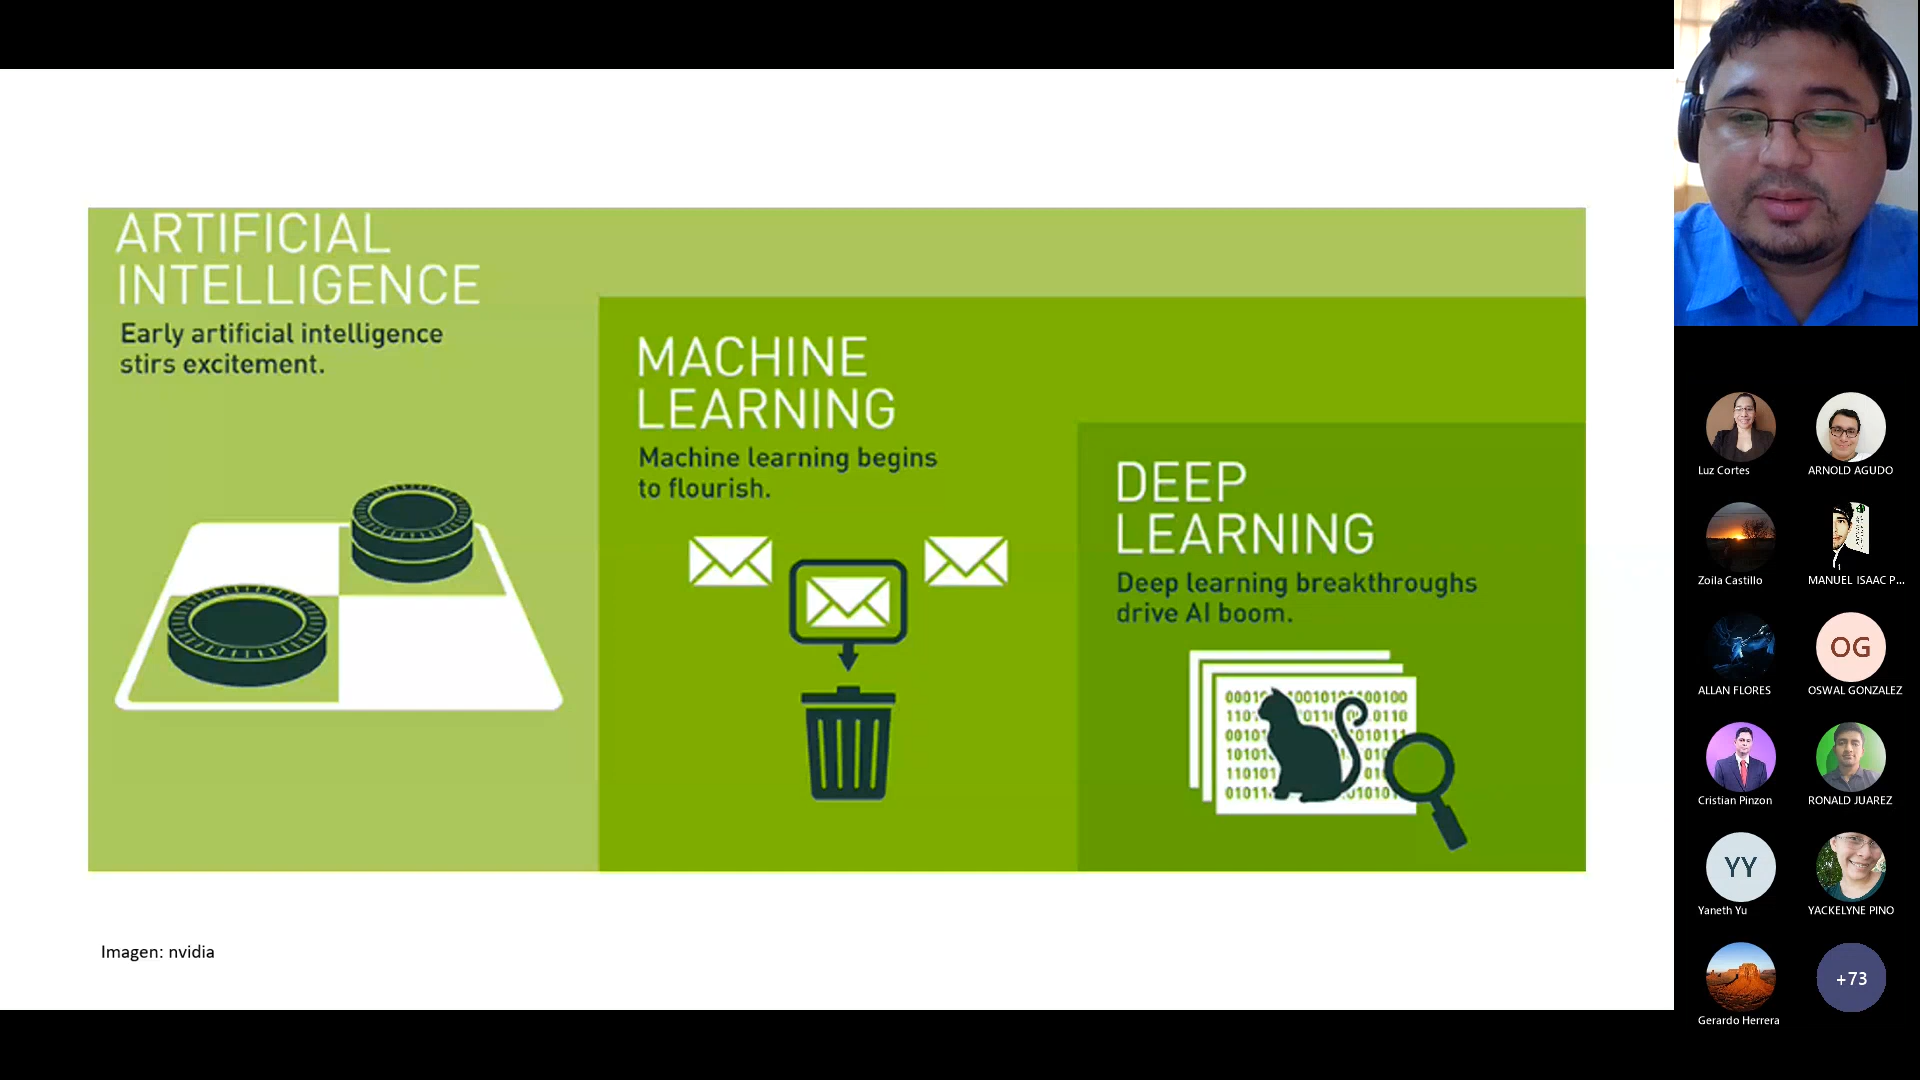 ARTIFICIAL
INTELLIGENCE
Early artificial intelligence
stirs excitement.
MACHINE
LEARNING
Machine learning begins
to flourish.
DEEP
LEARNING
Deep learning breakthroughs
drive AI boom.
Imagen: nvidia
Luz Cortes
ARNOLD AGUDO
Zoila Castillo
MANUEL ISAAC P...
ALLAN FLORES
OG
OSWAL GONZALEZ
Cristian Pinzon
RONALD JUAREZ
YY
Yaneth Yu
YACKELYNE PINO
Gerardo Herrera
+73